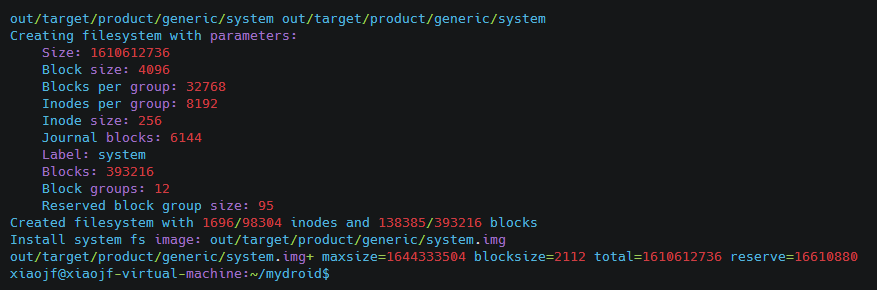 out/target/product/generic/system out/target/product/generic/system
Creating filesystem with parameters:
    Size: 1610612736
    Block size: 4096
    Blocks per group: 32768
    Inodes per group: 8192
    Inode size: 256
    Journal blocks: 6144
    Label: system
    Blocks: 393216
    Block groups: 12
    Reserved block group size: 95
Created filesystem with 1696/98304 inodes and 138385/393216 blocks
Install system fs image: out/target/product/generic/system.img
out/target/product/generic/system.img+ maxsize=1644333504 blocksize=2112 total=1610612736 reserve=16610880
xiaojf@xiaojf-virtual-machine:~/mydroid$